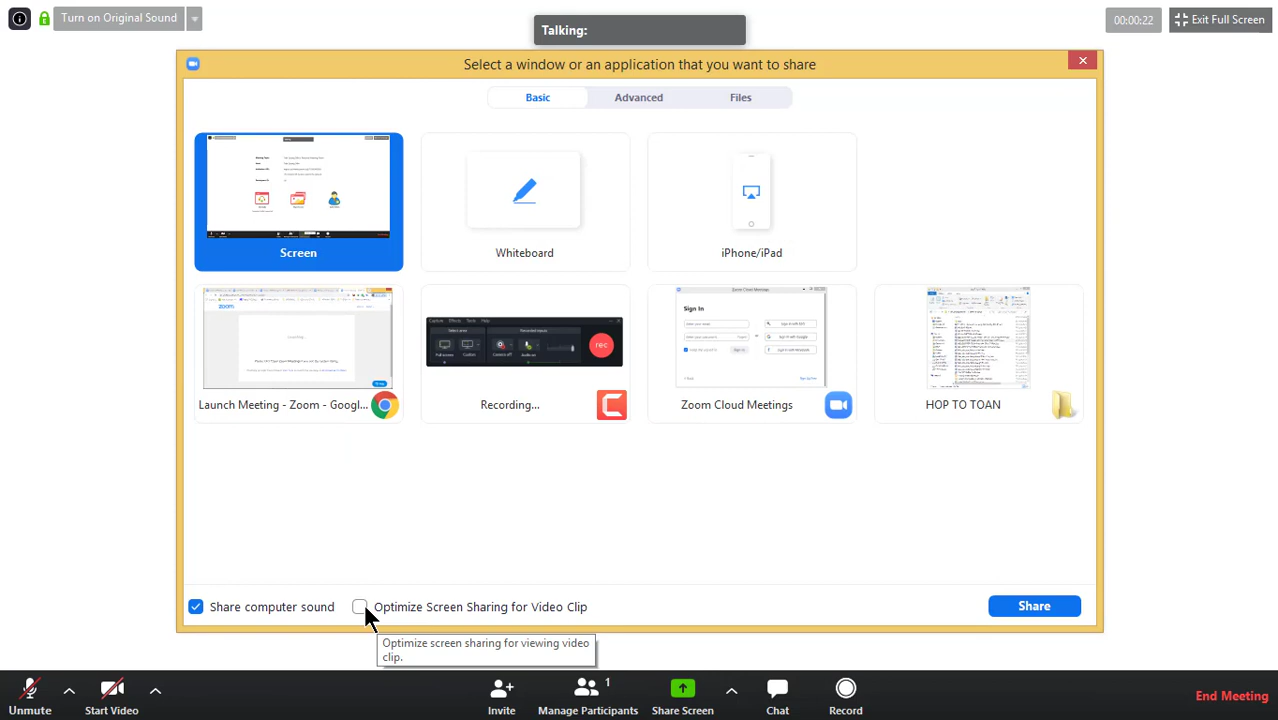 Turn on Original Sound
Talking:
00:00:22
Exit Full Screen
Select a window or an application that you want to share
Basic
Advanced
Files
Screen
Whiteboard
iPhone/iPad
Sign In
rec
Launch Meeting - Zoom - Googl...
Recording...
Zoom Cloud Meetings
HOP TO TOAN
Share computer sound
Optimize Screen Sharing for Video Clip
Share
Optimize screen sharing for viewing video
clip.
Unmute
Start Video
Invite
1
Manage Participants
Share Screen
Chat
Record
End Meeting